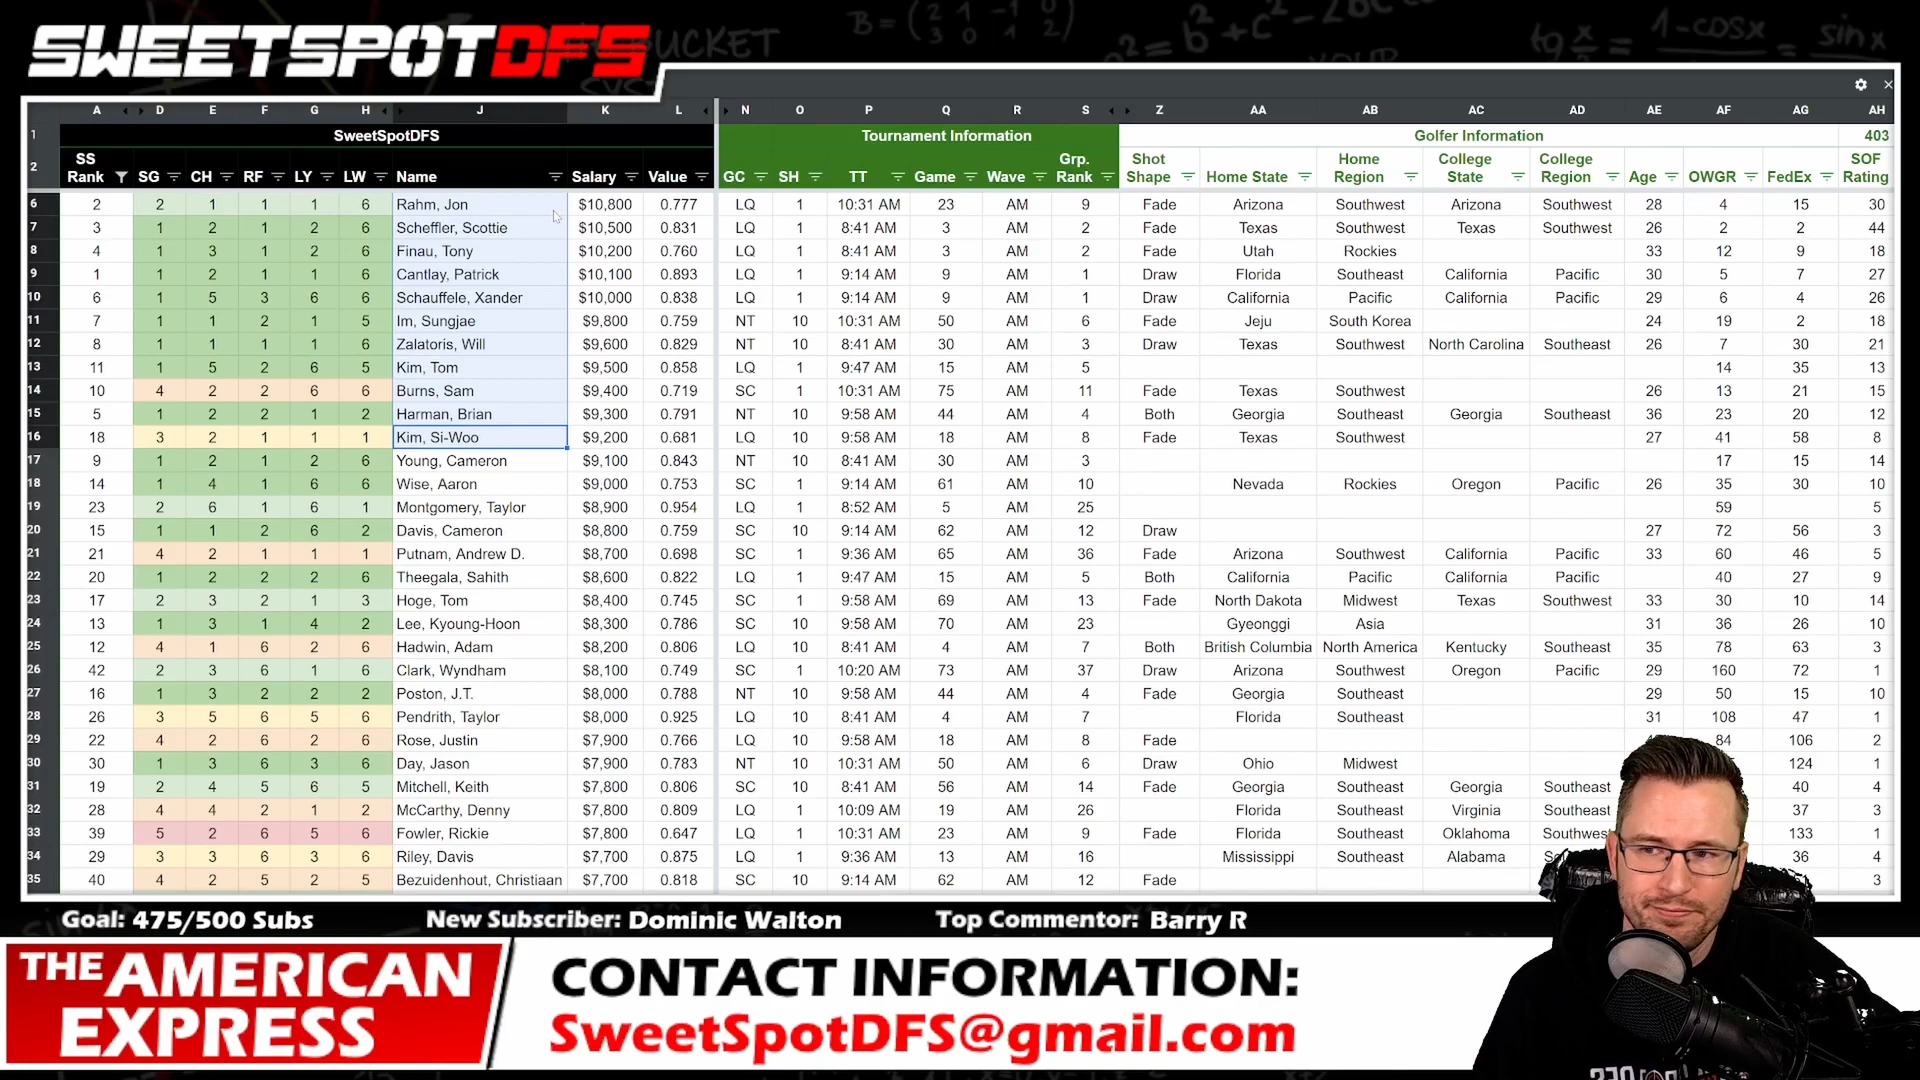 SWEETSPOTDFS
BUCKET
A D E F G H J K L N O P Q R S Z AA AB AC AD AE AF AG AH
1 SweetSpotDFS Tournament Information Golfer Information 403
2 SS Rank SG CH RF LY LW Name Salary Value GC SH TT Game Wave Grp. Rank Shot Shape Home State Home Region College State College Region Age OWGR FedEx SOF Rating
6 2 2 1 1 1 6 Rahm, Jon $10,800 0.777 LQ 1 10:31 AM 23 AM 9 Fade Arizona Southwest Arizona Southwest 28 4 15 30
7 3 1 2 1 2 6 Scheffler, Scottie $10,500 0.831 LQ 1 8:41 AM 3 AM 2 Fade Texas Southwest Texas Southwest 26 2 2 44
8 4 1 3 1 2 6 Finau, Tony $10,200 0.760 LQ 1 8:41 AM 3 AM 2 Fade Utah Rockies 33 12 9 18
9 1 1 2 1 1 6 Cantlay, Patrick $10,100 0.893 LQ 1 9:14 AM 9 AM 1 Draw Florida Southeast California Pacific 30 5 7 27
10 6 1 5 3 6 6 Schauffele, Xander $10,000 0.838 LQ 1 9:14 AM 9 AM 1 Draw California Pacific California Pacific 29 6 4 26
11 7 1 1 2 1 5 Im, Sungjae $9,800 0.759 NT 10 10:31 AM 50 AM 6 Fade Jeju South Korea 24 19 2 18
12 8 1 1 1 1 6 Zalatoris, Will $9,600 0.829 NT 10 8:41 AM 30 AM 3 Draw Texas Southwest North Carolina Southeast 26 7 30 21
13 11 1 5 2 6 5 Kim, Tom $9,500 0.858 LQ 1 9:47 AM 15 AM 5 14 35 13
14 10 4 2 2 6 6 Burns, Sam $9,400 0.719 SC 1 10:31 AM 75 AM 11 Fade Texas Southwest 26 13 21 15
15 5 1 2 2 1 2 Harman, Brian $9,300 0.791 NT 10 9:58 AM 44 AM 4 Both Georgia Southeast Georgia Southeast 36 23 20 12
16 18 3 2 1 1 1 Kim, Si-Woo $9,200 0.681 LQ 10 9:58 AM 18 AM 8 Fade Texas Southwest 27 41 58 8
17 9 1 2 1 2 6 Young, Cameron $9,100 0.843 NT 10 8:41 AM 30 AM 3 17 15 14
18 14 1 4 1 6 6 Wise, Aaron $9,000 0.753 SC 1 9:14 AM 61 AM 10 Nevada Rockies Oregon Pacific 26 35 30 10
19 23 2 6 1 6 1 Montgomery, Taylor $8,900 0.954 LQ 1 8:52 AM 5 AM 25 59 5
20 15 1 1 2 6 2 Davis, Cameron $8,800 0.759 SC 10 9:14 AM 62 AM 12 Draw 27 72 56 3
21 21 4 2 1 1 1 Putnam, Andrew D. $8,700 0.698 SC 1 9:36 AM 65 AM 36 Fade Arizona Southwest California Pacific 33 60 46 5
22 20 1 2 2 2 6 Theegala, Sahith $8,600 0.822 LQ 1 9:47 AM 15 AM 5 Both California Pacific California Pacific 40 27 9
23 17 2 3 2 1 3 Hoge, Tom $8,400 0.745 SC 1 9:58 AM 69 AM 13 Fade North Dakota Midwest Texas Southwest 33 30 10 14
24 13 1 3 1 4 2 Lee, Kyoung-Hoon $8,300 0.786 SC 10 9:58 AM 70 AM 23 Gyeonggi Asia 31 36 26 10
25 12 4 1 6 2 6 Hadwin, Adam $8,200 0.806 LQ 10 8:41 AM 4 AM 7 Both British Columbia North America Kentucky Southeast 35 78 63 3
26 42 2 3 6 1 6 Clark, Wyndham $8,100 0.749 SC 1 10:20 AM 73 AM 37 Draw Arizona Southwest Oregon Pacific 29 160 72 1
27 16 1 3 2 2 2 Poston, J.T. $8,000 0.788 NT 10 9:58 AM 44 AM 4 Fade Georgia Southeast 29 50 15 10
28 26 3 5 6 5 6 Pendrith, Taylor $8,000 0.925 LQ 10 8:41 AM 4 AM 7 Florida Southeast 31 108 47 1
29 22 4 2 6 2 6 Rose, Justin $7,900 0.766 LQ 10 9:58 AM 18 AM 8 Fade 84 106 2
30 30 1 3 6 3 6 Day, Jason $7,900 0.783 NT 10 10:31 AM 50 AM 6 Draw Ohio Midwest 124 1
31 19 2 4 5 6 5 Mitchell, Keith $7,800 0.806 SC 10 8:41 AM 56 AM 14 Fade Georgia Southeast Georgia Southeast 40 4
32 28 4 4 2 1 2 McCarthy, Denny $7,800 0.809 LQ 1 10:09 AM 19 AM 26 Florida Southeast Virginia Southeast 37 3
33 39 5 2 6 5 6 Fowler, Rickie $7,800 0.647 LQ 1 10:31 AM 23 AM 9 Fade Florida Southeast Oklahoma Southwes 133 1
34 29 3 3 6 3 6 Riley, Davis $7,700 0.875 LQ 1 9:36 AM 13 AM 16 Mississippi Southeast Alabama 36 4
35 40 4 2 5 2 5 Bezuidenhout, Christiaan $7,700 0.818 SC 10 9:14 AM 62 AM 12 Fade 3
Goal: 475/500 Subs New Subscriber: Dominic Walton Top Commentor: Barry R
THE AMERICAN
EXPRESS
CONTACT INFORMATION:
SweetSpotDFS@gmail.com